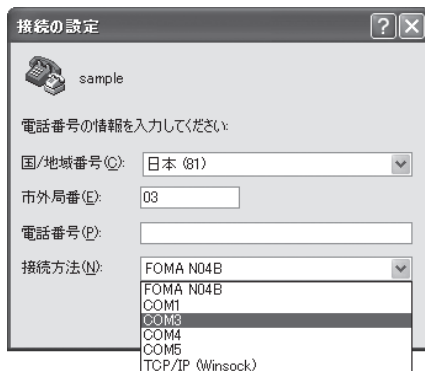 接続の設定
sample
電話番号の情報を入力してください:
国/地域番号(C): 日本 (81)
市外局番(E): 03
電話番号(P):
接続方法(N): FOMA N04B
FOMA N04B
COM1
COM3
COM4
COM5
TCP/IP (Winsock)